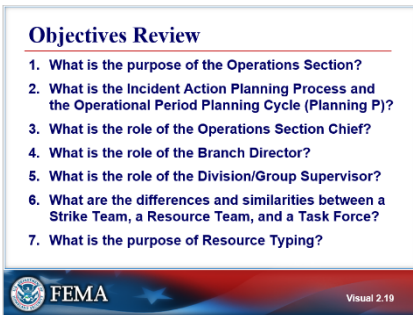 Objectives Review
1. What is the purpose of the Operations Section?
2. What is the Incident Action Planning Process and
the Operational Period Planning Cycle (Planning P)?
3. What is the role of the Operations Section Chief?
4. What is the role of the Branch Director?
5. What is the role of the Division/Group Supervisor?
6. What are the differences and similarities between a
Strike Team, a Resource Team, and a Task Force?
7. What is the purpose of Resource Typing?
FEMA
Visual 2.19